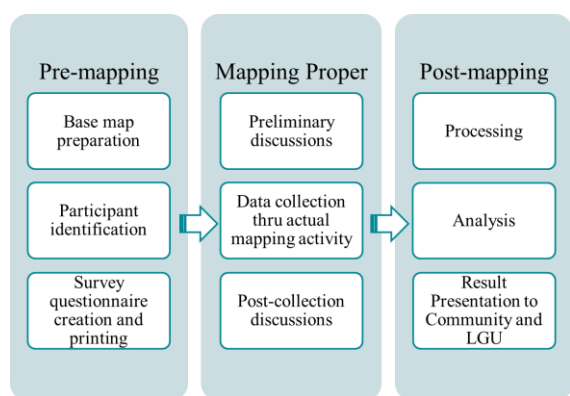 Pre-mapping
Base map
preparation
Participant
identification
Survey
questionnaire
creation and
printing
Mapping Proper
Preliminary
discussions
Data collection
thru actual
mapping activity
Post-collection
discussions
Post-mapping
Processing
Analysis
Result
Presentation to
Community and
LGU